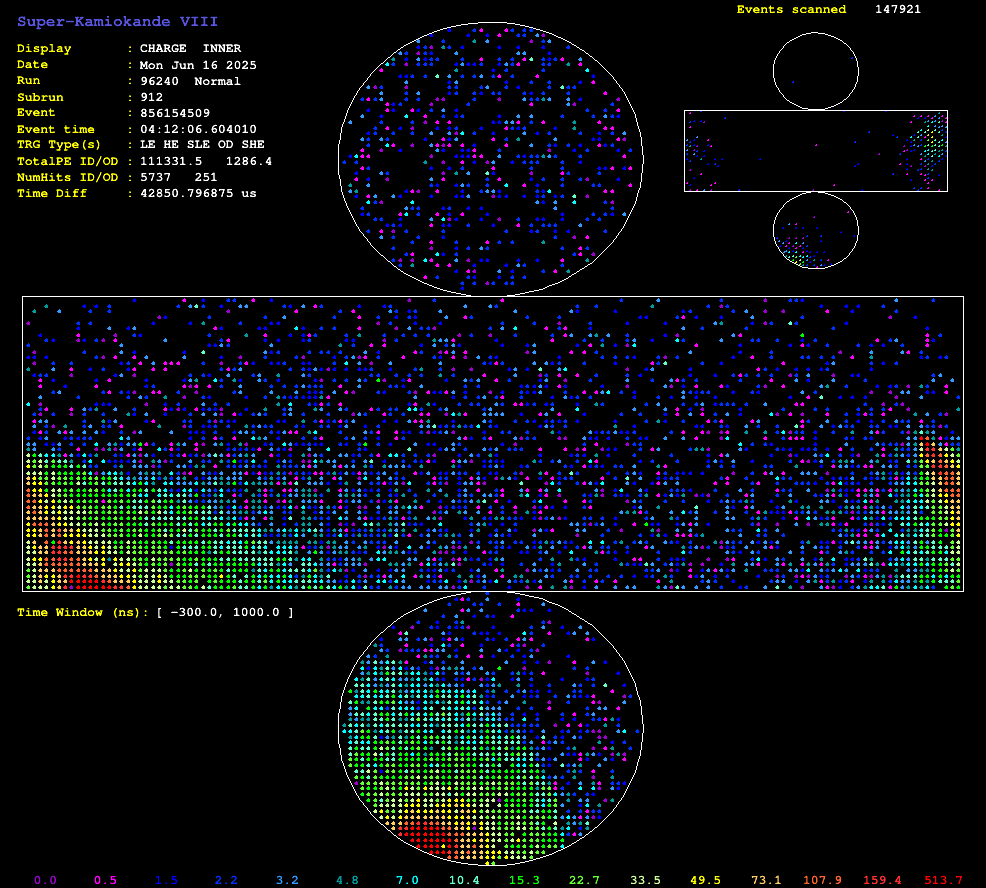 Super-Kamiokande VIII
Events scanned 147921
Display : CHARGE INNER
Date : Mon Jun 16 2025
Run : 96240 Normal
Subrun : 912
Event : 856154509
Event time : 04:12:06.604010
TRG Type(s) : LE HE SLE OD SHE
TotalPE ID/OD : 111331.5 1286.4
NumHits ID/OD : 5737 251
Time Diff : 42850.796875 us
Time Window (ns): [ -300.0, 1000.0 ]
0.0 0.5 1.5 2.2 3.2 4.8 7.0 10.4 15.3 22.7 33.5 49.5 73.1 107.9 159.4 513.7